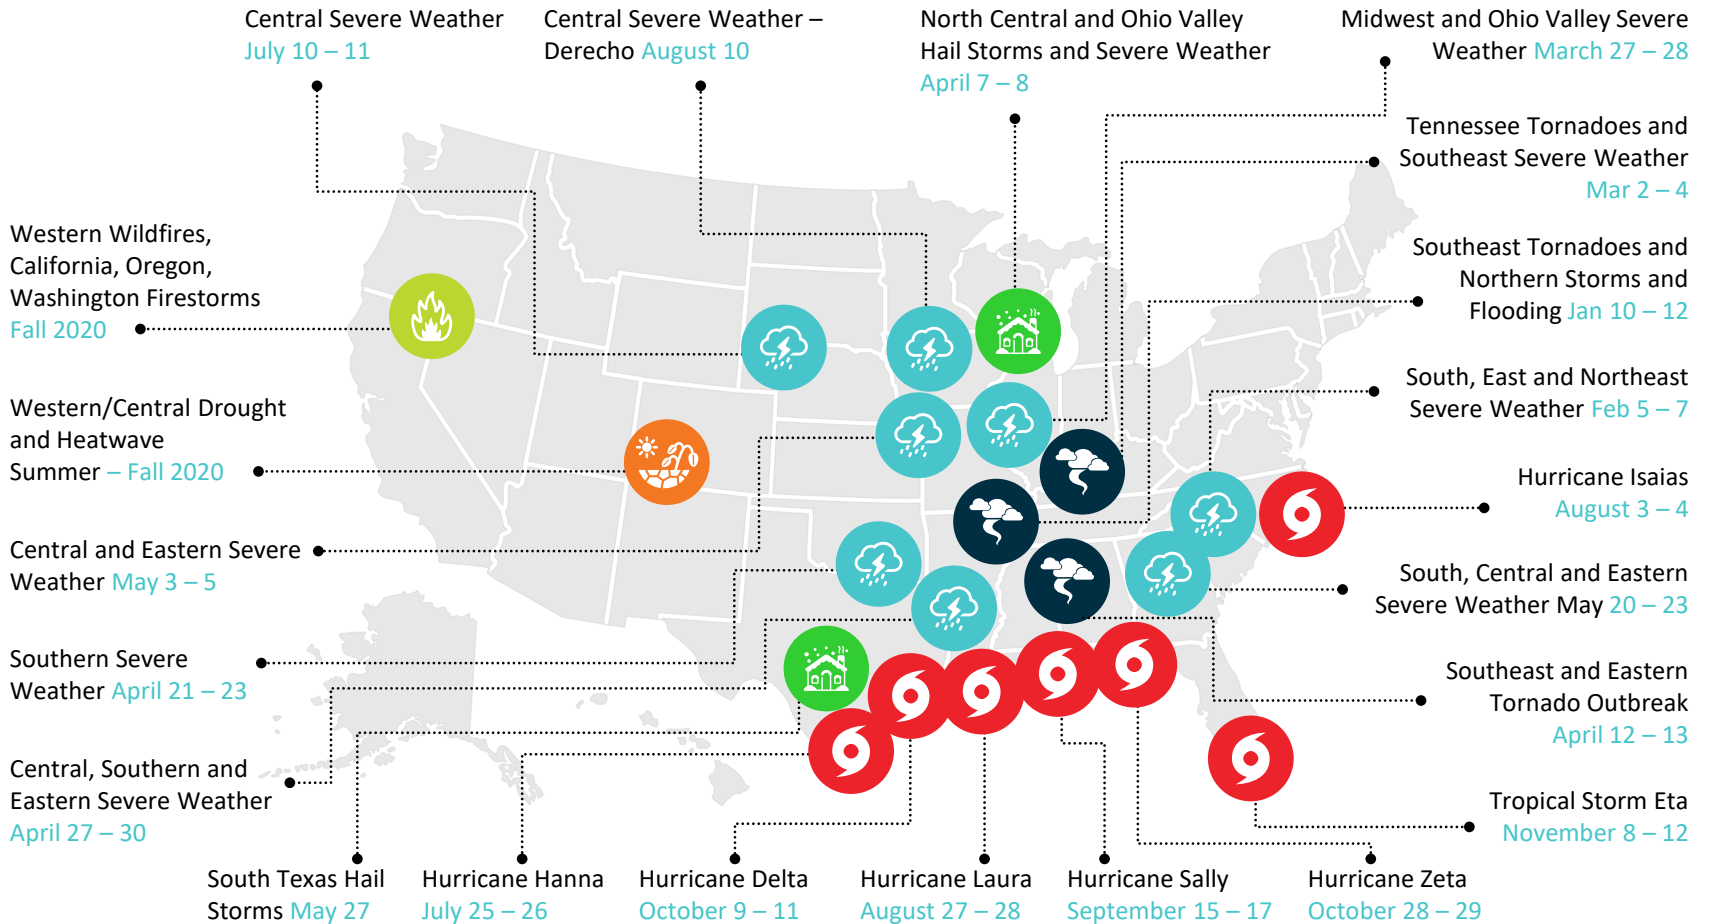 Central Severe Weather
July 10 – 11
Central Severe Weather –
Derecho August 10
North Central and Ohio Valley
Hail Storms and Severe Weather
April 7 – 8
Midwest and Ohio Valley Severe
Weather March 27 – 28
Tennessee Tornadoes and
Southeast Severe Weather
Mar 2 – 4
Western Wildfires,
California, Oregon,
Washington Firestorms
Fall 2020
Southeast Tornadoes and
Northern Storms and
Flooding Jan 10 – 12
Western/Central Drought
and Heatwave
Summer – Fall 2020
South, East and Northeast
Severe Weather Feb 5 – 7
Hurricane Isaias
August 3 – 4
Central and Eastern Severe
Weather May 3 – 5
South, Central and Eastern
Severe Weather May 20 – 23
Southern Severe
Weather April 21 – 23
Southeast and Eastern
Tornado Outbreak
April 12 – 13
Central, Southern and
Eastern Severe Weather
April 27 – 30
Tropical Storm Eta
November 8 – 12
South Texas Hail
Storms May 27
Hurricane Hanna
July 25 – 26
Hurricane Delta
October 9 – 11
Hurricane Laura
August 27 – 28
Hurricane Sally
September 15 – 17
Hurricane Zeta
October 28 – 29